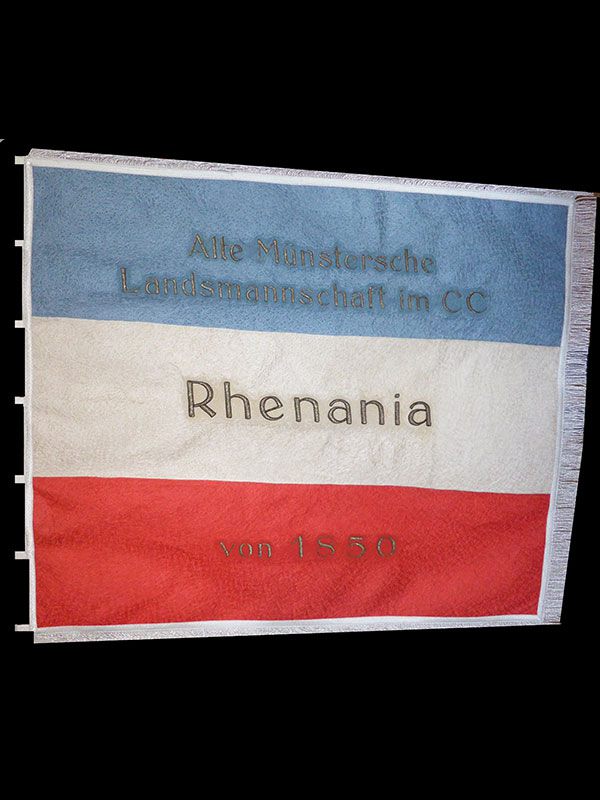 Alte Münstersche
Landsmannschaft im CC
Rhenania
von 1850